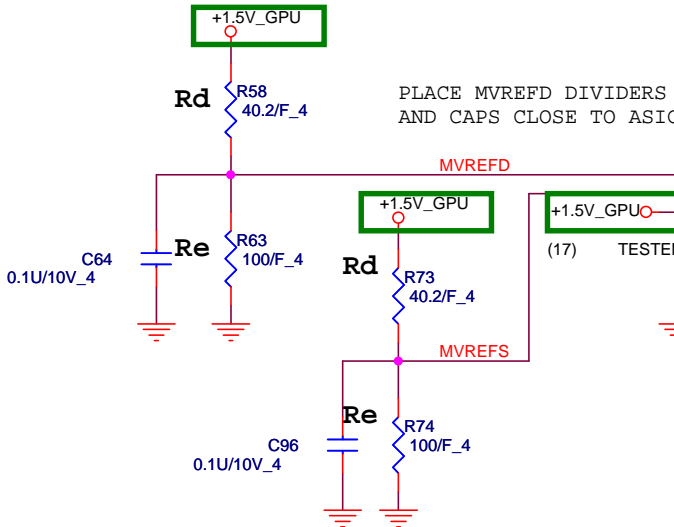 +1.5V_GPU
Rd
R58
40.2/F_4
PLACE MVREFD DIVIDERS
AND CAPS CLOSE TO ASIC
MVREFD
+1.5V_GPU
+1.5V_GPU
C64
0.1U/10V_4
Re
R63
100/F_4
(17)
TESTEN
Rd
R73
40.2/F_4
MVREFS
Re
R74
100/F_4
C96
0.1U/10V_4